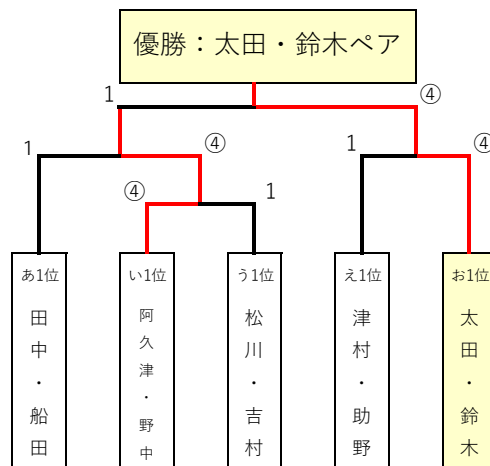 優勝：太田・鈴木ペア
1
④
1
④
1
④
④
1
あ1位
い1位
う1位
え1位
お1位
田中・船田
阿久津・野中
松川・吉村
津村・助野
太田・鈴木